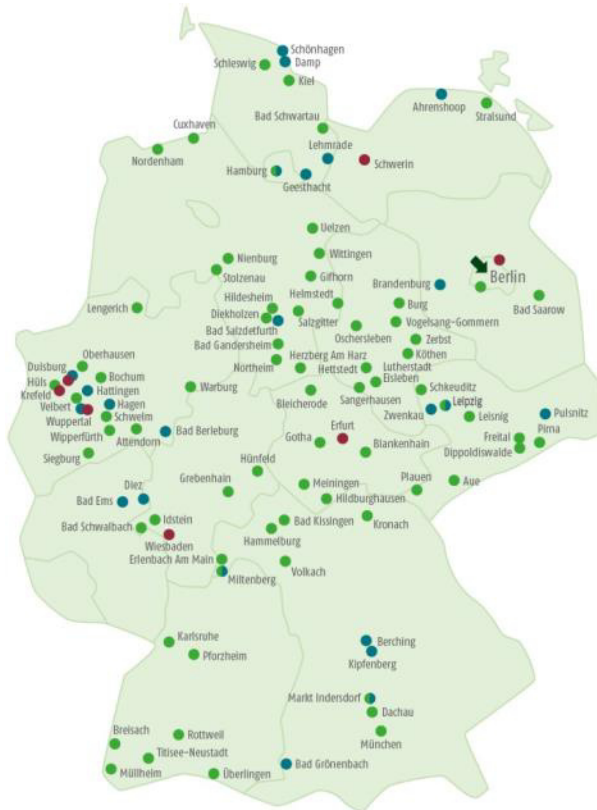 Schönhagen
Schleswig
Damp
Kiel
Ahrenshoop
Stralsund
Bad Schwartau
Cuxhaven
Nordenham
Lehmrade
Schwerin
Hamburg
Geesthacht
Uelzen
Wittingen
Nienburg
Stolzenau
Gifhorn
Berlin
Brandenburg
Hildesheim
Helmstedt
Burg
Bad Saarow
Lengerich
Diekholzen
Salzgitter
Vogelsang-Gommern
Bad Salzdetfurth
Oschersleben
Zerbst
Bad Gandersheim
Köthen
Northeim
Herzberg Am Harz
Lutherstadt
Eisleben
Hettstedt
Oberhausen
Duisburg
Bochum
Hüls
Krefeld
Hattingen
Warburg
Bleicherode
Sangerhausen
Schkeuditz
Leipzig
Velbert
Hagen
Zwenkau
Leisnig
Pulsnitz
Wuppertal
Schwelm
Wipperfürth
Attendorn
Bad Berleburg
Gotha
Erfurt
Freital
Pirna
Dippoldiswalde
Siegburg
Blankenhain
Hünfeld
Grebenhain
Meiningen
Plauen
Aue
Diez
Bad Ems
Hildburghausen
Idstein
Bad Schwalbach
Bad Kissingen
Kronach
Wiesbaden
Hammelburg
Erlenbach Am Main
Miltenberg
Volkach
Karlsruhe
Pforzheim
Berching
Kipfenberg
Markt Indersdorf
Dachau
München
Breisach
Rottweil
Titisee-Neustadt
Müllheim
Überlingen
Bad Grönenbach